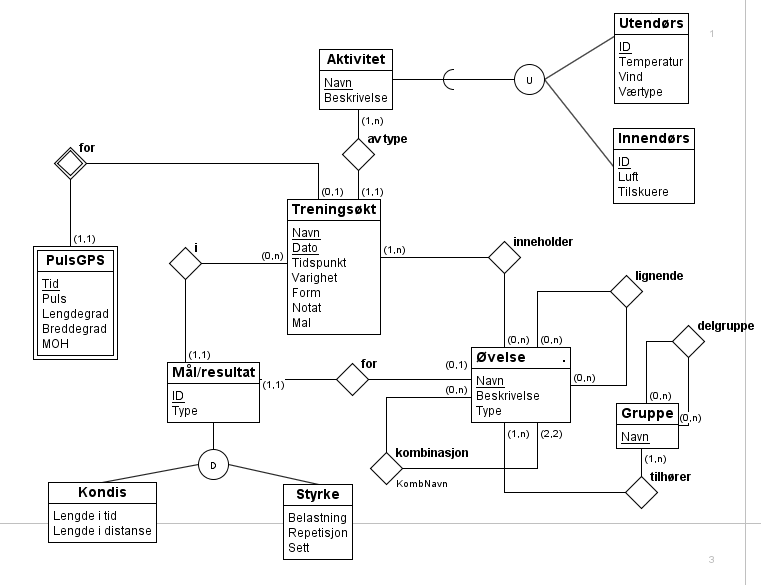 Utendørs
ID
Temperatur
Vind
Værtype
1
Aktivitet
Navn
Beskrivelse
U
(1,n)
av type
(1,1)
Innendørs
ID
Luft
Tilskuere
for
(0,1)
(1,1)
Treningsøkt
Navn
Dato
Tidspunkt
Varighet
Form
Notat
Mal
PulsGPS
Tid
Puls
Lengdegrad
Breddegrad
MOH
i
(0,n)
(1,1)
(1,n)
inneholder
(0,n)
lignende
(0,n)
(0,n)
delgruppe
(0,n)
(0,n)
Mål/resultat
ID
Type
(1,1)
for
(0,1)
Øvelse .
Navn
Beskrivelse
Type
(0,n)
kombinasjon
KombNavn
(2,2)
(1,n)
Gruppe
Navn
(1,n)
tilhører
D
Kondis
Lengde i tid
Lengde i distanse
Styrke
Belastning
Repetisjon
Sett
3